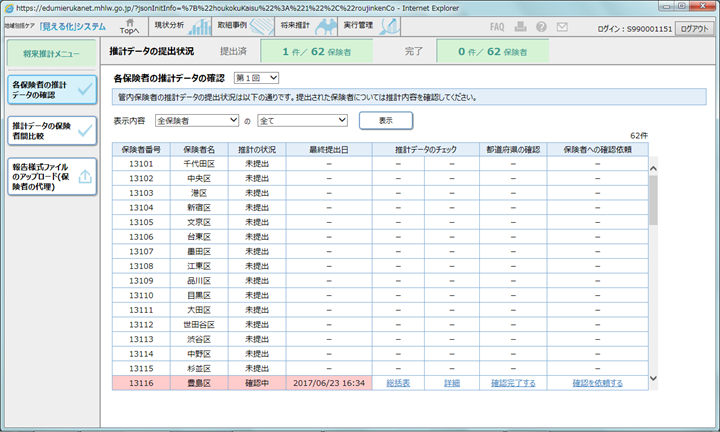 https://edumierukanet.mhlw.go.jp/?jsonInitInfo=%7B%22houkokuKaisu%22%3A%221%22%2C%22roujinkenCo - Internet Explorer
地域包括ケア「見える化」システム
Topへ
現状分析
取組事例
将来推計
実行管理
FAQ
ログイン：S990001151
ログアウト
将来推計メニュー
各保険者の推計
データの確認
推計データの保険
者間比較
報告様式ファイル
のアップロード(保
険者の代理)
推計データの提出状況 提出済 1 件／ 62 保険者 完了 0 件／ 62 保険者
各保険者の推計データの確認 第１回
管内保険者の推計データの提出状況は以下の通りです。提出された保険者については推計内容を確認してください。
表示内容 全保険者 の 全て 表示
62件
保険者番号 保険者名 推計の状況 最終提出日 推計データのチェック 都道府県の確認 保険者への確認依頼
13101 千代田区 未提出 － － － － －
13102 中央区 未提出 － － － － －
13103 港区 未提出 － － － － －
13104 新宿区 未提出 － － － － －
13105 文京区 未提出 － － － － －
13106 台東区 未提出 － － － － －
13107 墨田区 未提出 － － － － －
13108 江東区 未提出 － － － － －
13109 品川区 未提出 － － － － －
13110 目黒区 未提出 － － － － －
13111 大田区 未提出 － － － － －
13112 世田谷区 未提出 － － － － －
13113 渋谷区 未提出 － － － － －
13114 中野区 未提出 － － － － －
13115 杉並区 未提出 － － － － －
13116 豊島区 確認中 2017/06/23 16:34 総括表 詳細 確認完了する 確認を依頼する